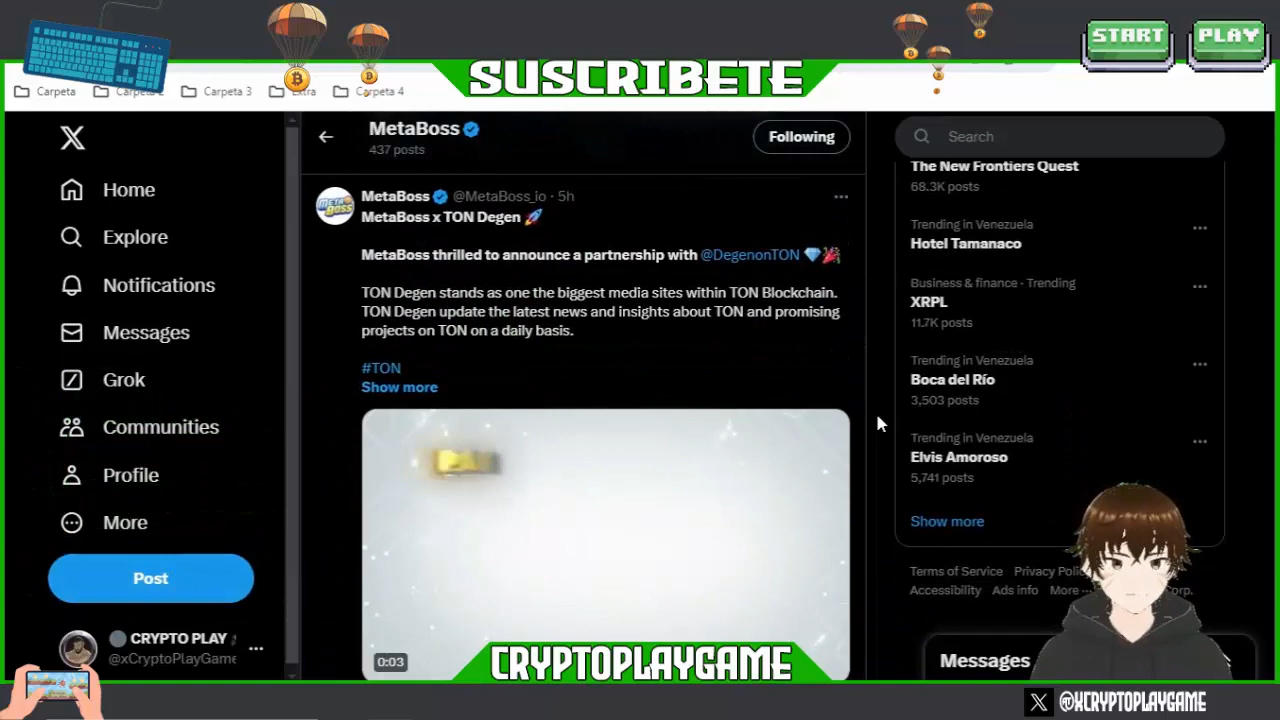 START
PLAY
SUSCRIBETE
Carpeta
Carpeta 2
Carpeta 3
Extra
Carpeta 4
MetaBoss
437 posts
Following
Search
Home
Explore
Notifications
Messages
Grok
Communities
Profile
More
Post
CRYPTO PLAY
@xCryptoPlayGame
MetaBoss @MetaBoss_io · 5h
MetaBoss x TON Degen 🚀
MetaBoss thrilled to announce a partnership with @DegenonTON 💎🎉
TON Degen stands as one the biggest media sites within TON Blockchain.
TON Degen update the latest news and insights about TON and promising
projects on TON on a daily basis.
#TON
Show more
0:03
The New Frontiers Quest
68.3K posts
Trending in Venezuela
Hotel Tamanaco
Business & finance · Trending
XRPL
11.7K posts
Trending in Venezuela
Boca del Río
3,503 posts
Trending in Venezuela
Elvis Amoroso
5,741 posts
Show more
Terms of Service Privacy
Accessibility Ads info More
Messages
CRYPTOPLAYGAME
@XCRYPTOPLAYGAME